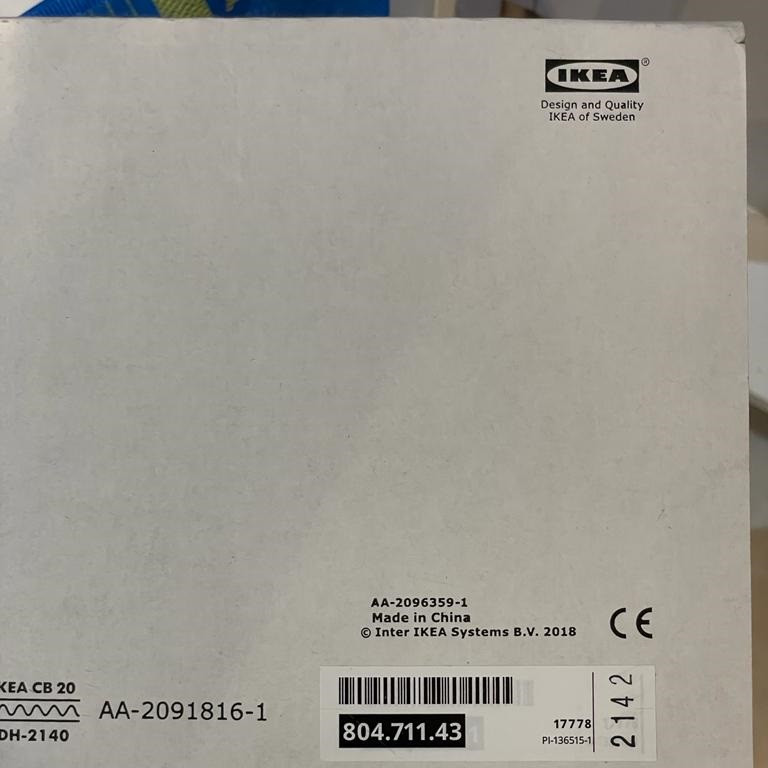 IKEA®
Design and Quality
IKEA of Sweden
AA-2096359-1
Made in China
© Inter IKEA Systems B.V. 2018
CE
KEA CB 20
DH-2140
AA-2091816-1
804.711.43
17778
PI-136515-1
2142